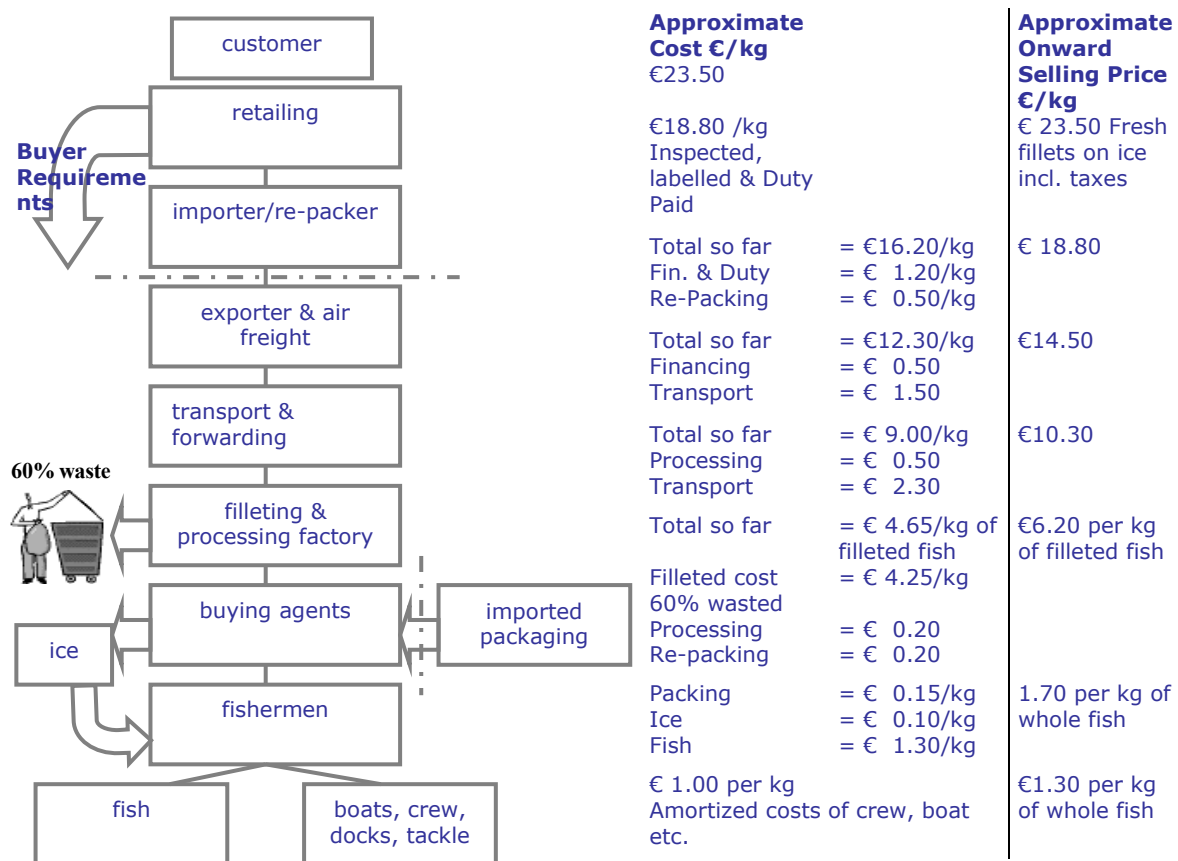 customer
retailing
Buyer
Requireme
nts
importer/re-packer
exporter & air
freight
transport &
forwarding
60% waste
filleting &
processing factory
buying agents
imported
packaging
ice
fishermen
fish
boats, crew,
docks, tackle
Approximate
Cost €/kg
€23.50
Approximate
Onward
Selling Price
€/kg
€18.80 /kg
Inspected,
labelled & Duty
Paid
€ 23.50 Fresh
fillets on ice
incl. taxes
Total so far = €16.20/kg € 18.80
Fin. & Duty = € 1.20/kg
Re-Packing = € 0.50/kg
Total so far = €12.30/kg €14.50
Financing = € 0.50
Transport = € 1.50
Total so far = € 9.00/kg €10.30
Processing = € 0.50
Transport = € 2.30
Total so far = € 4.65/kg of €6.20 per kg
filleted fish of filleted fish
Filleted cost = € 4.25/kg
60% wasted
Processing = € 0.20
Re-packing = € 0.20
Packing = € 0.15/kg 1.70 per kg of
Ice = € 0.10/kg whole fish
Fish = € 1.30/kg
€ 1.00 per kg €1.30 per kg
Amortized costs of crew, boat of whole fish
etc.